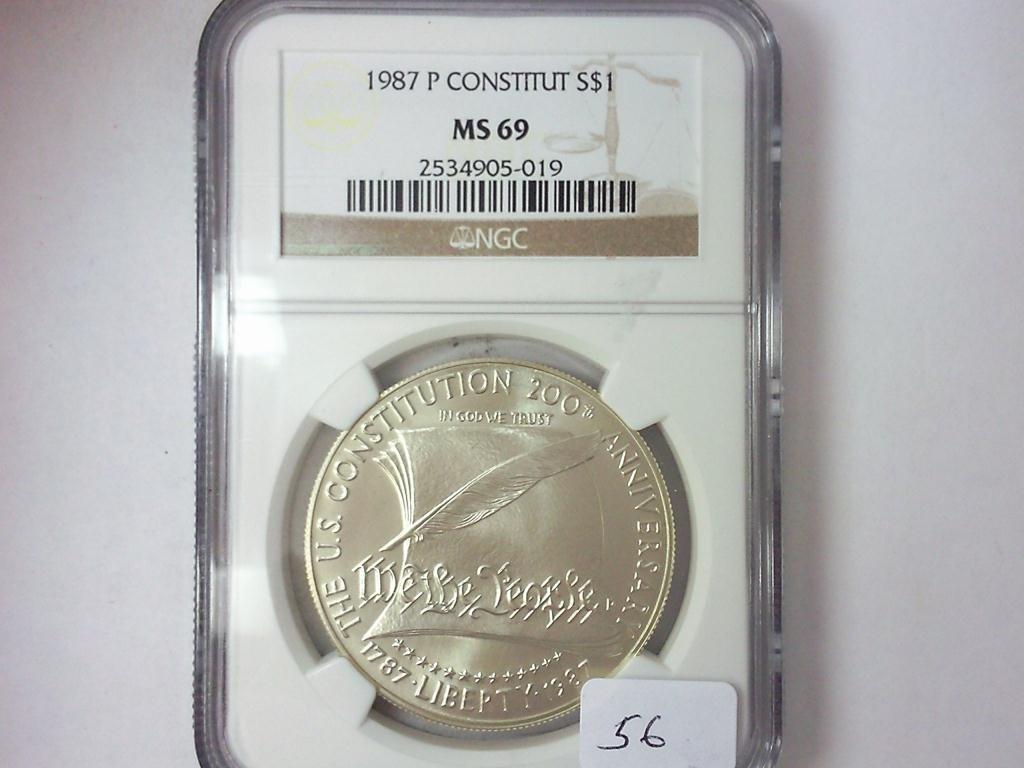 1987 P CONSTITUT S$1
MS 69
2534905-019
NGC
THE U.S. CONSTITUTION 200TH ANNIVERSARY
IN GOD WE TRUST
We the People
P
1787 · LIBERTY · 1987
56